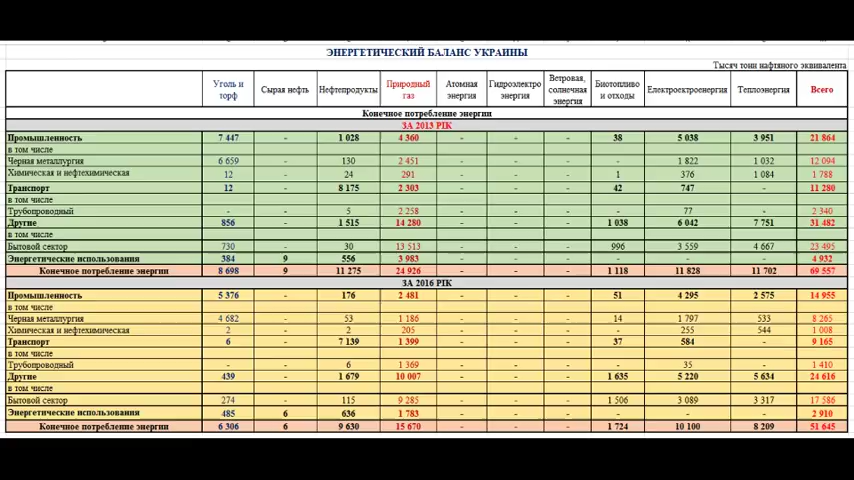 ЭНЕРГЕТИЧЕСКИЙ БАЛАНС УКРАИНЫ
Тысяч тонн нафтяного эквивалента
Уголь и торф Сырая нефть Нефтепродукты Природный газ Атомная энергия Гидроэлектро энергия Ветровая, солнечная энергия Биотопливо и отходы Електроектроенергия Теплоэнергия Всего
Конечное потребление энергии
ЗА 2013 РІК
Промышленность 7 447 - 1 028 4 360 - - - 38 5 038 3 951 21 864
в том числе
Черная металлургия 6 659 - 130 2 451 - - - - 1 822 1 032 12 094
Химическая и нефтехимическая 12 - 24 291 - - - 1 376 1 084 1 788
Транспорт 12 - 8 175 2 303 - - - 42 747 - 11 280
в том числе
Трубопроводный - - 5 2 258 - - - - 77 - 2 340
Другие 856 - 1 515 14 280 - - - 1 038 6 042 7 751 31 482
в том числе
Бытовой сектор 730 - 30 13 513 - - - 996 3 559 4 667 23 495
Энергетические использования 384 9 556 3 983 - - - - - - 4 932
Конечное потребление энергии 8 698 9 11 275 24 926 - - - 1 118 11 828 11 702 69 557
ЗА 2016 РІК
Промышленность 5 376 - 176 2 481 - - - 51 4 295 2 575 14 955
в том числе
Черная металлургия 4 682 - 53 1 186 - - - 14 1 797 533 8 265
Химическая и нефтехимическая 2 - 2 205 - - - - 255 544 1 008
Транспорт 6 - 7 139 1 399 - - - 37 584 - 9 165
в том числе
Трубопроводный - - 6 1 369 - - - - 35 - 1 410
Другие 439 - 1 679 10 007 - - - 1 635 5 220 5 634 24 616
в том числе
Бытовой сектор 274 - 115 9 285 - - - 1 506 3 089 3 317 17 586
Энергетические использования 485 6 636 1 783 - - - - - - 2 910
Конечное потребление энергии 6 306 6 9 630 15 670 - - - 1 724 10 100 8 209 51 645